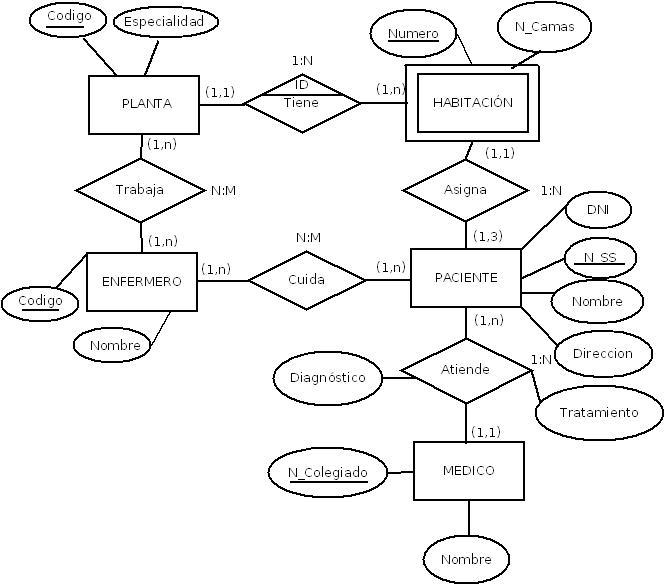 Codigo
Especialidad
Numero
N_Camas
1:N
PLANTA
(1,1)
ID
Tiene
(1,n)
HABITACIÓN
(1,n)
(1,1)
Trabaja
N:M
Asigna
1:N
DNI
(1,n)
N:M
(1,3)
N_SS
ENFERMERO
(1,n)
Cuida
(1,n)
PACIENTE
Codigo
Nombre
Nombre
(1,n)
Direccion
Diagnóstico
Atiende
1:N
Tratamiento
(1,1)
N_Colegiado
MEDICO
Nombre